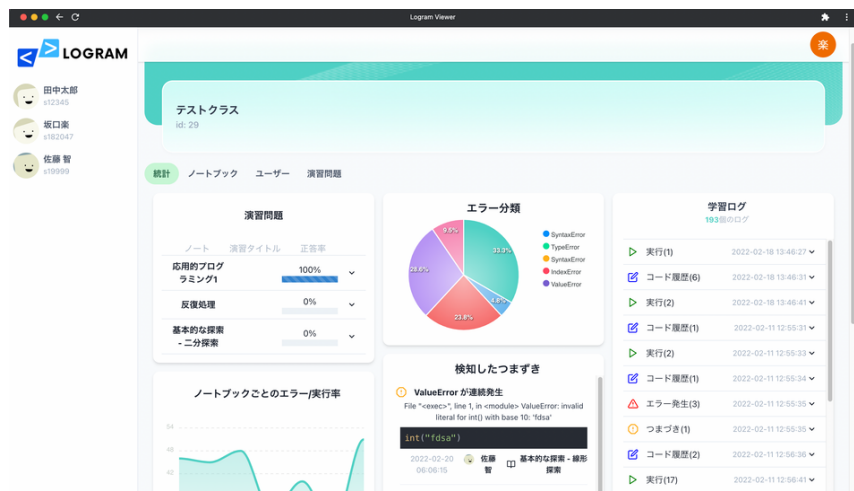 Logram Viewer
LOGRAM
楽
田中太郎
s12345
坂口楽
s182047
佐藤 智
s19999
テストクラス
id: 29
統計
ノートブック
ユーザー
演習問題
演習問題
ノート 演習タイトル 正答率
応用的プログ
ラミング1
100%
反復処理
0%
基本的な探索
- 二分探索
0%
ノートブックごとのエラー/実行率
54
48
42
エラー分類
9.5%
33.3%
28.6%
4.8%
23.8%
SyntaxError
TypeError
SyntaxError
IndexError
ValueError
検知したつまずき
ValueError が連続発生
File "<exec>", line 1, in <module> ValueError: invalid
literal for int() with base 10: 'fdsa'
int("fdsa")
2022-02-20
06:06:15
佐藤
智
基本的な探索 - 線形
探索
学習ログ
193個のログ
実行(1) 2022-02-18 13:46:27
コード履歴(6) 2022-02-18 13:46:31
実行(2) 2022-02-18 13:46:41
コード履歴(1) 2022-02-11 12:55:31
実行(2) 2022-02-11 12:55:33
コード履歴(1) 2022-02-11 12:55:34
エラー発生(3) 2022-02-11 12:55:35
つまずき(1) 2022-02-11 12:55:35
コード履歴(2) 2022-02-11 12:56:36
実行(17) 2022-02-11 12:56:41